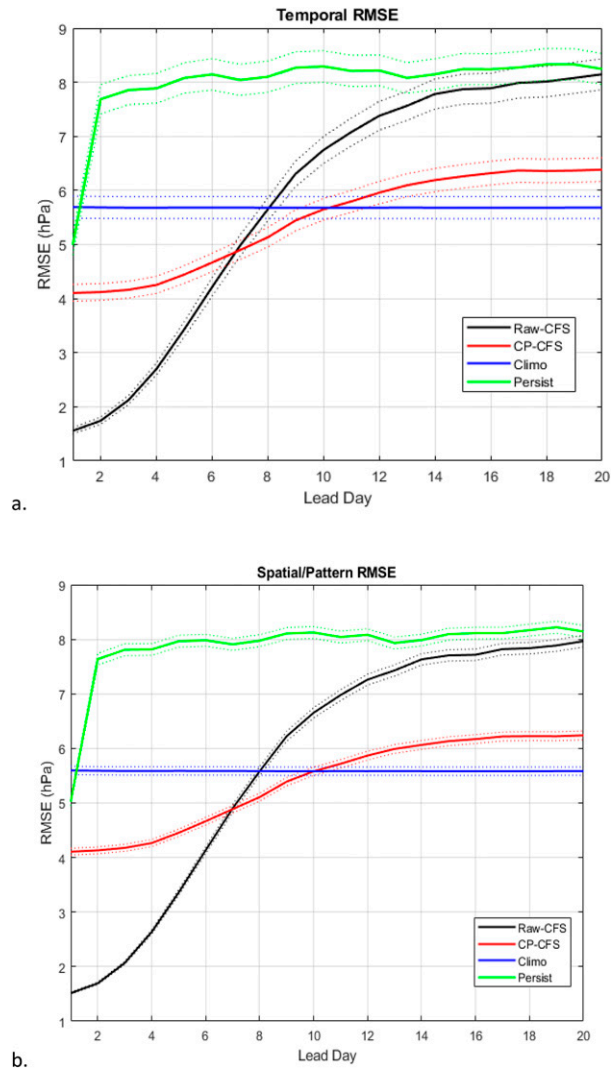 Temporal RMSE
9
8
7
6
5
4
3
2
1
RMSE (hPa)
Raw-CFS
CP-CFS
Climo
Persist
2 4 6 8 10 12 14 16 18 20
Lead Day
a.
Spatial/Pattern RMSE
9
8
7
6
5
4
3
2
1
RMSE (hPa)
Raw-CFS
CP-CFS
Climo
Persist
2 4 6 8 10 12 14 16 18 20
Lead Day
b.